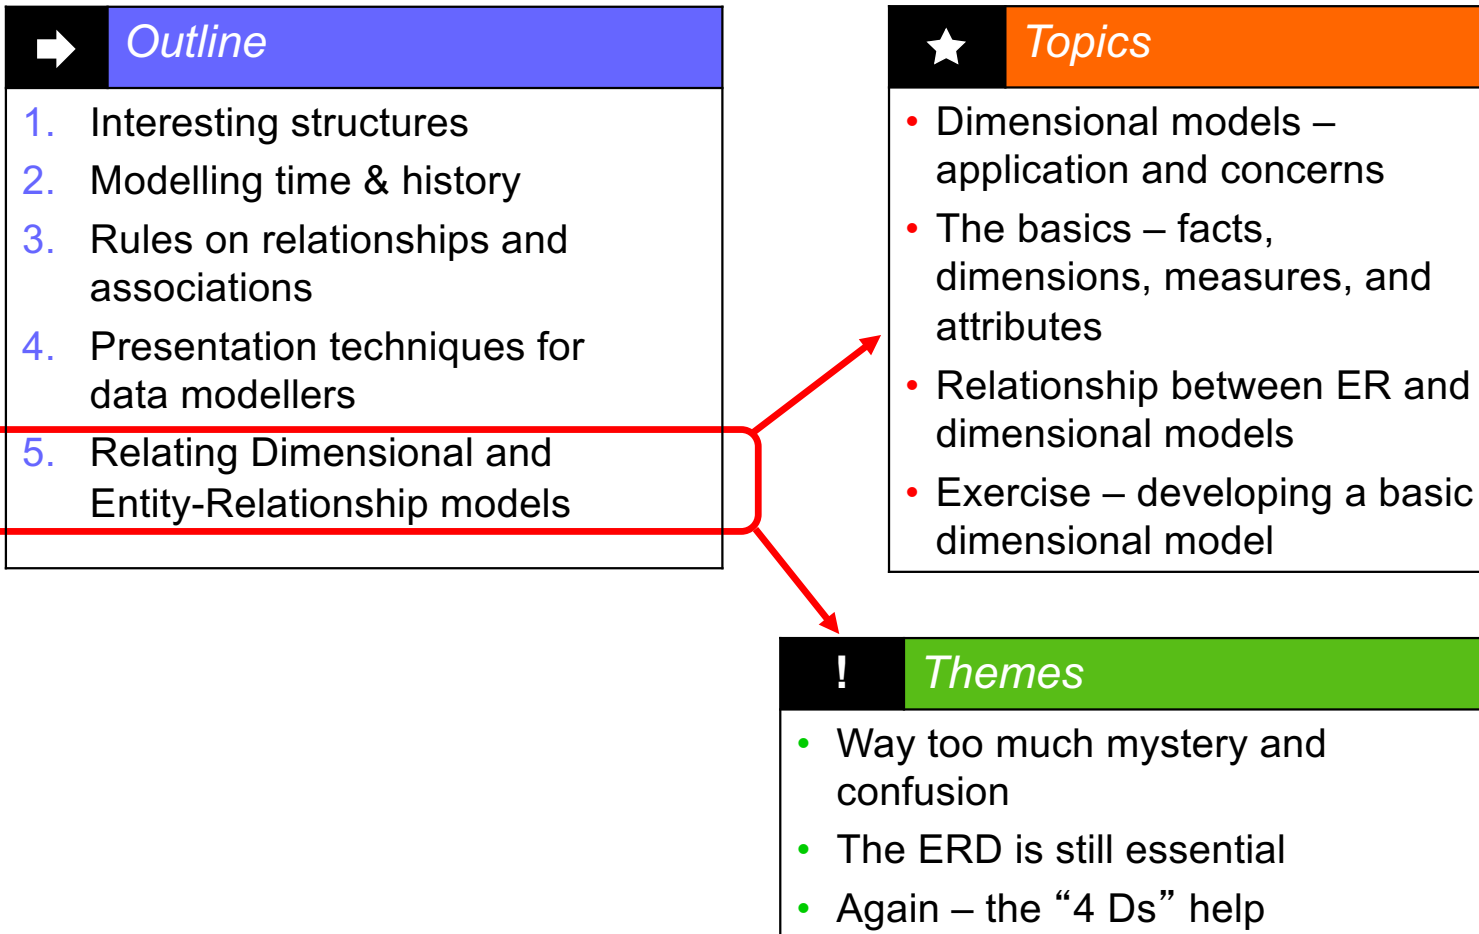 Outline
1. Interesting structures
2. Modelling time & history
3. Rules on relationships and
associations
4. Presentation techniques for
data modellers
5. Relating Dimensional and
Entity-Relationship models
Topics
• Dimensional models –
application and concerns
• The basics – facts,
dimensions, measures, and
attributes
• Relationship between ER and
dimensional models
• Exercise – developing a basic
dimensional model
! Themes
• Way too much mystery and
confusion
• The ERD is still essential
• Again – the “4 Ds” help